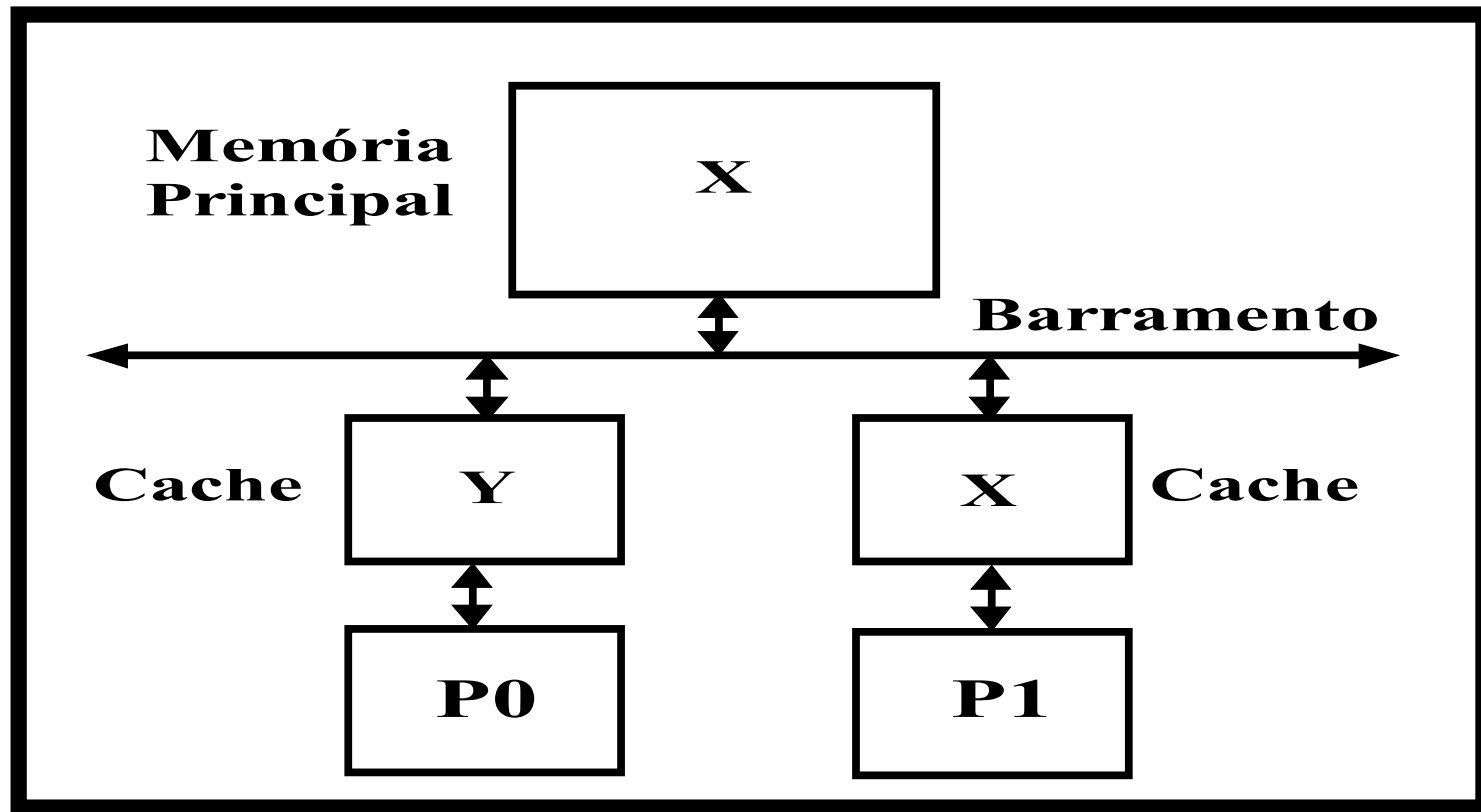 Memória
Principal
X
Barramento
Cache
Y
X
Cache
P0
P1